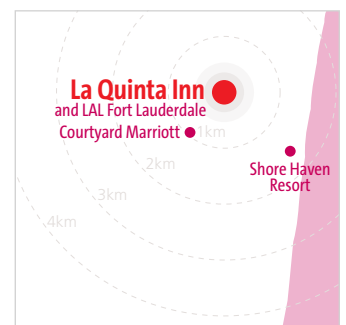 La Quinta Inn
and LAL Fort Lauderdale
Courtyard Marriott
1km
2km
Shore Haven
Resort
3km
4km